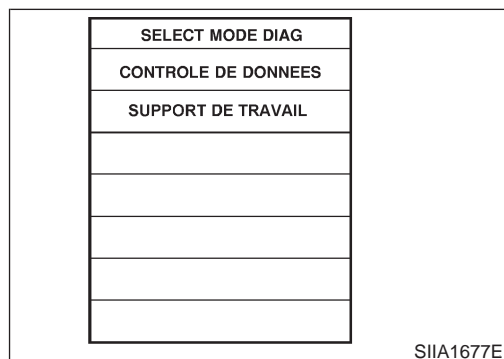 SELECT MODE DIAG
CONTROLE DE DONNEES
SUPPORT DE TRAVAIL
SIIA1677E